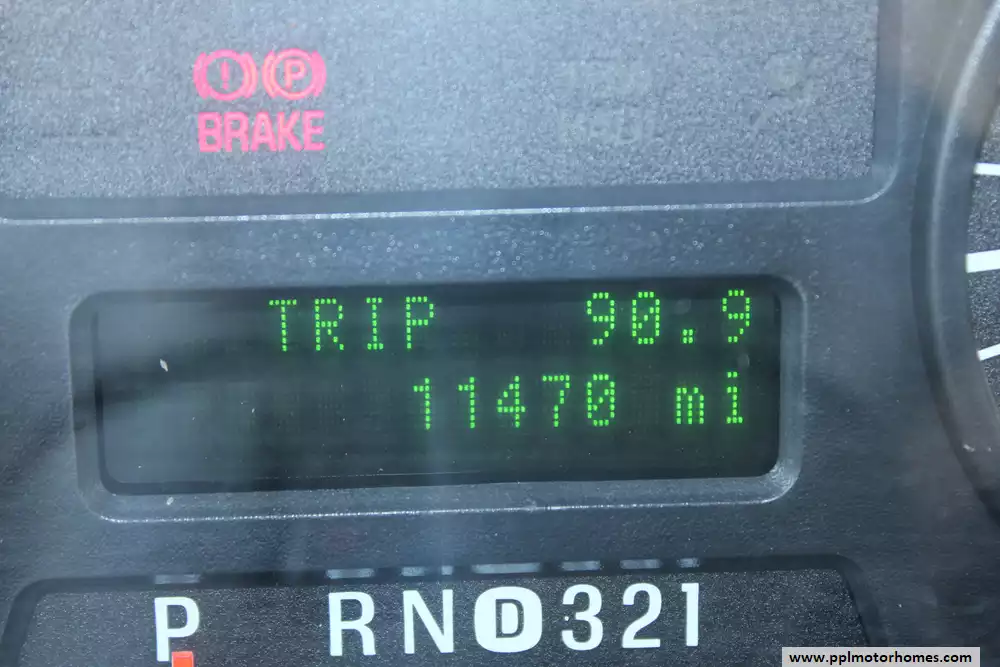 ! P
BRAKE
TRIP 90.9
11470 mi
P RND321
www.pplmotorhomes.com